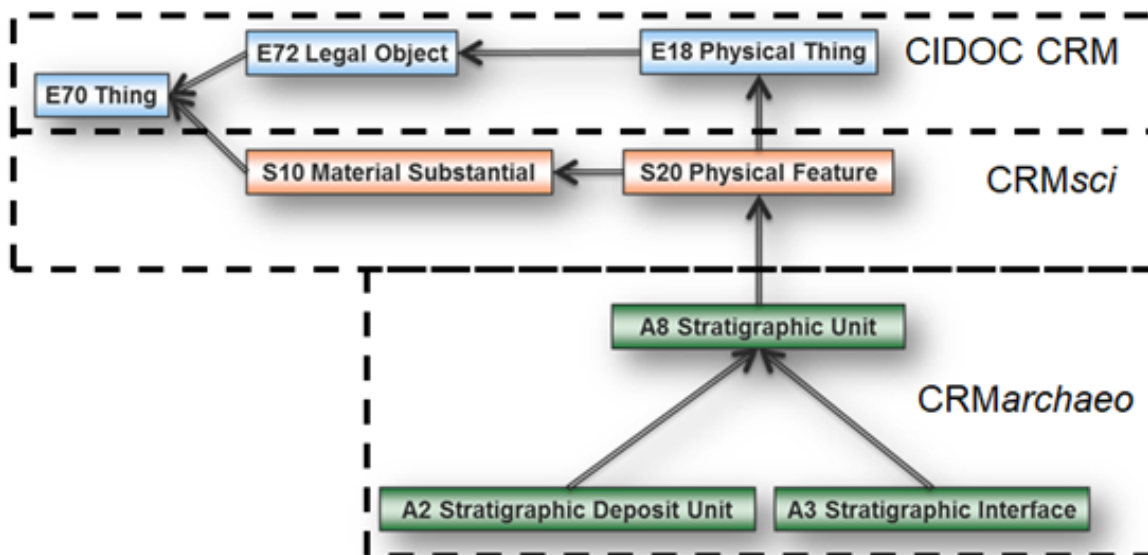 E72 Legal Object
E18 Physical Thing
CIDOC CRM
E70 Thing
S10 Material Substantial
S20 Physical Feature
CRMsci
A8 Stratigraphic Unit
CRMarchaeo
A2 Stratigraphic Deposit Unit
A3 Stratigraphic Interface